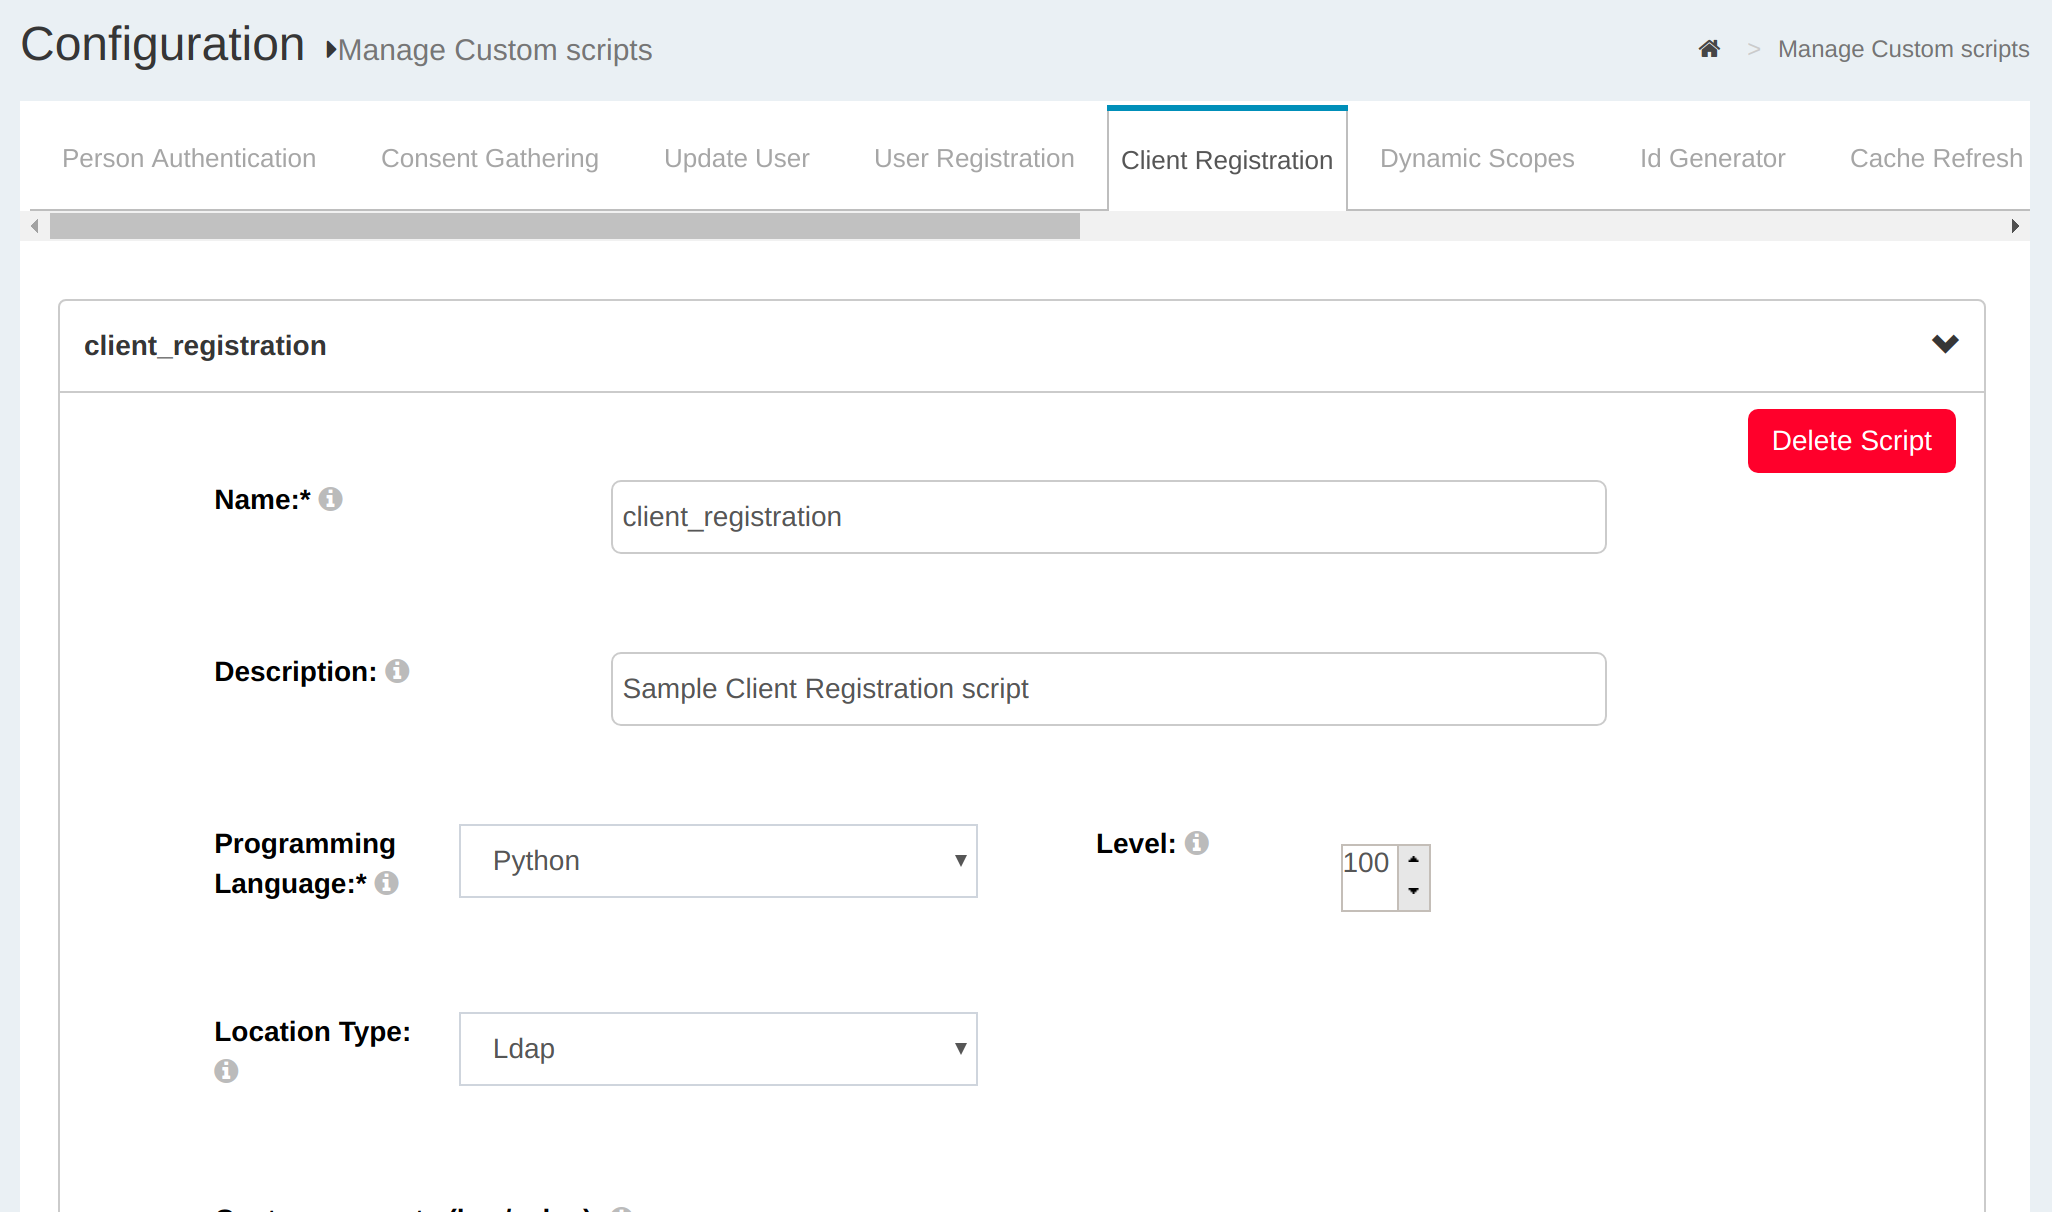 Configuration Manage Custom scripts
> Manage Custom scripts
Person Authentication Consent Gathering Update User User Registration Client Registration Dynamic Scopes Id Generator Cache Refresh
client_registration
Delete Script
Name:* client_registration
Description: Sample Client Registration script
Programming
Language:* Python
Level: 100
Location Type: Ldap